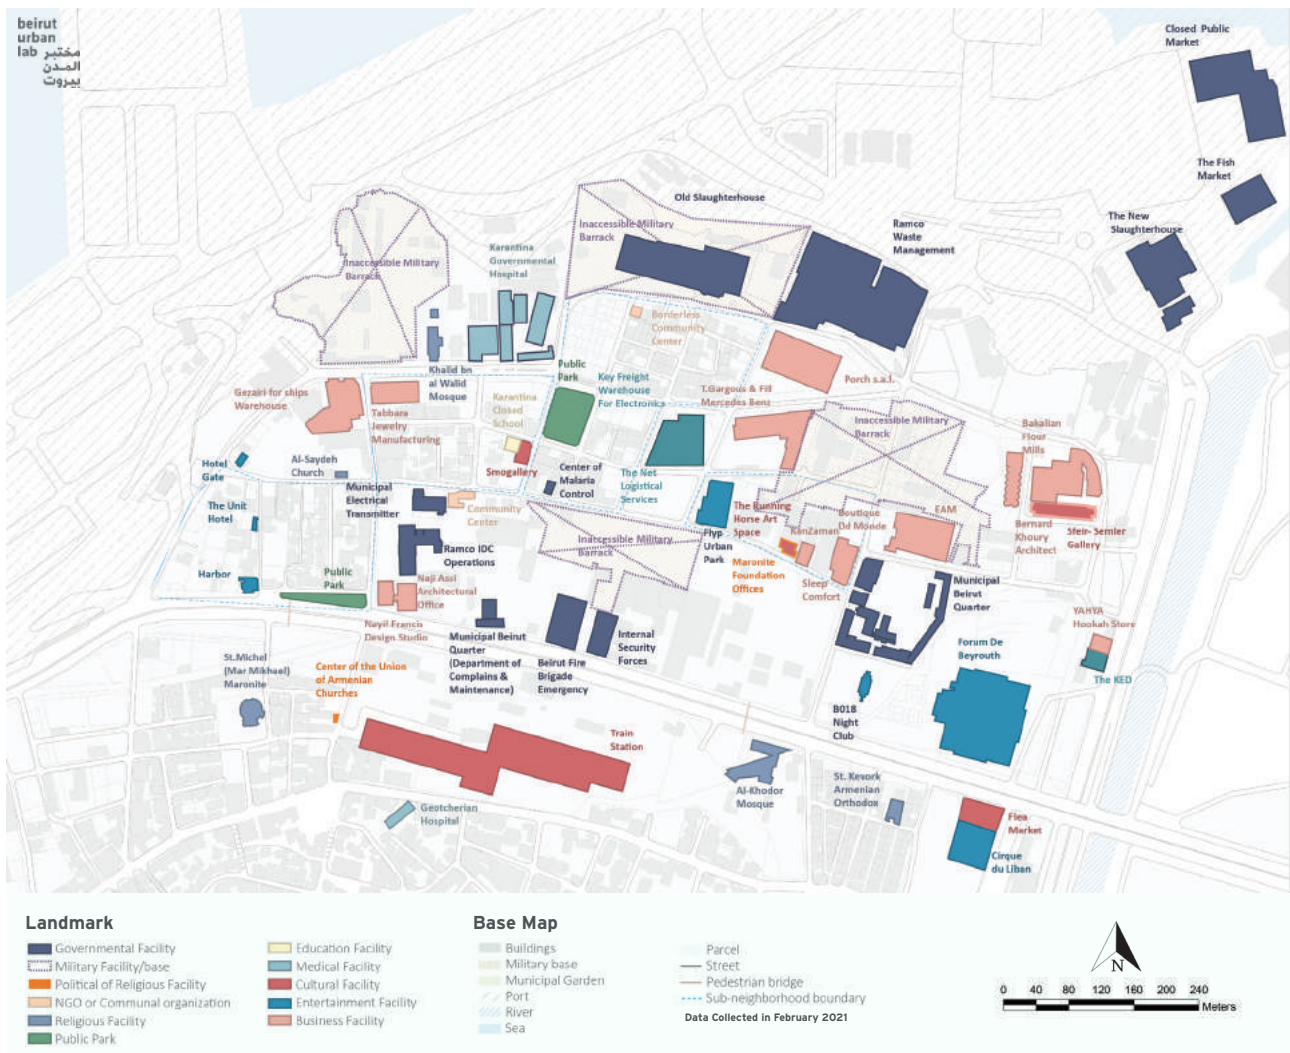 beirut
urban
lab مختبر
المدن
بيروت
Closed Public
Market
The Fish
Market
The New
Slaughterhouse
Old Slaughterhouse
Ramco
Waste
Management
Inaccessible Military
Barrack
Karantina
Governmental
Hospital
Inaccessible Military
Barrack
Borderless
Community
Center
Khalid bn
al Walid
Mosque
Public
Park
Key Freight
Warehouse
For Electronics
T.Gargous & Fill
Mercedes Benz
Porch s.a.l.
Gezairi for ships
Warehouse
Tabbara
Jewelry
Manufacturing
Karantina
Closed
School
Inaccessible Military
Barrack
Bakalian
Flour
Mills
Smogallery
Hotel
Gate
Al-Saydeh
Church
Center of
Malaria
Control
The Net
Logistical
Services
Municipal
Electrical
Transmitter
The Unit
Hotel
Community
Center
The Running
Horse Art
Space
Boutique
Dd Monde
EAM
KanZaman
Bernard
Khoury
Architect
Sfeir- Semler
Gallery
Flyp
Urban
Park
Inaccessible Military
Barrack
Ramco IDC
Operations
Maronite
Foundation
Offices
Sleep
Comfort
Harbor
Public
Park
Naji Assi
Architectural
Office
Municipal
Beirut
Quarter
Nayil Francis
Design Studio
Municipal Beirut
Quarter
(Department of
Complains &
Maintenance)
Beirut Fire
Brigade
Emergency
Internal
Security
Forces
YAHYA
Hookah Store
Forum De
Beyrouth
The KED
St.Michel
(Mar Mikhael)
Maronite
Center of the Union
of Armenian
Churches
B018
Night
Club
Train
Station
Al-Khodor
Mosque
St. Kevork
Armenian
Orthodox
Geotcherian
Hospital
Flea
Market
Cirque
du Liban
Landmark
Governmental Facility
Military Facility/base
Political of Religious Facility
NGO or Communal organization
Religious Facility
Public Park
Education Facility
Medical Facility
Cultural Facility
Entertainment Facility
Business Facility
Base Map
Buildings
Military base
Municipal Garden
Port
River
Sea
Parcel
Street
Pedestrian bridge
Sub-neighborhood boundary
Data Collected in February 2021
N
0 40 80 120 160 200 240
Meters